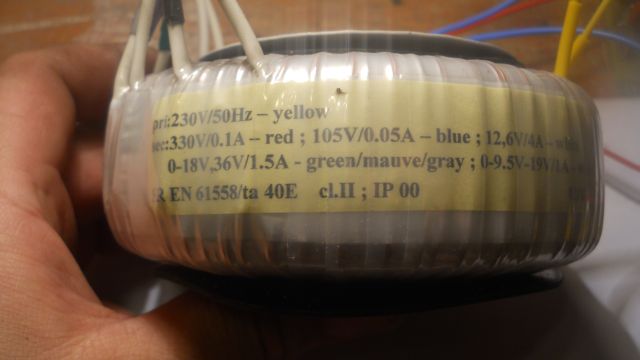 pri:230V/50Hz – yellow
sec:330V/0.1A – red ; 105V/0.05A – blue ; 12,6V/4A –
0-18V,36V/1.5A - green/mauve/gray ; 0-9.5V-19V/1A -
EN 61558/ta 40E cl.II ; IP 00